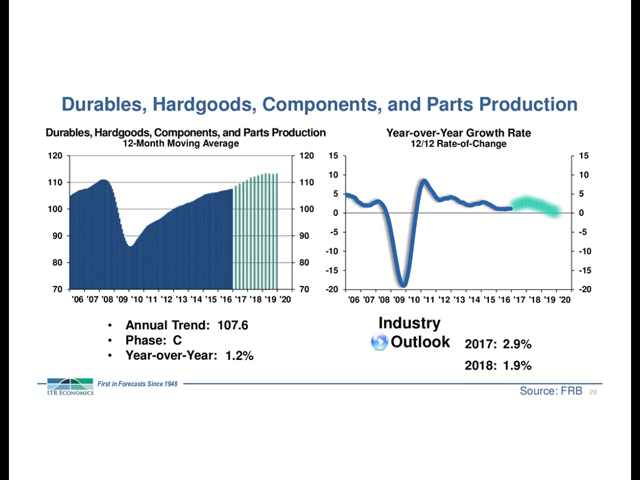 Durables, Hardgoods, Components, and Parts Production
Durables, Hardgoods, Components, and Parts Production
12-Month Moving Average
120 120
110 110
100 100
90 90
80 80
70 70
'06 '07 '08 '09 '10 '11 '12 '13 '14 '15 '16 '17 '18 '19 '20
Year-over-Year Growth Rate
12/12 Rate-of-Change
15 15
10 10
5 5
0 0
-5 -5
-10 -10
-15 -15
-20 -20
'06 '07 '08 '09 '10 '11 '12 '13 '14 '15 '16 '17 '18 '19 '20
• Annual Trend: 107.6
• Phase: C
• Year-over-Year: 1.2%
Industry
Outlook 2017: 2.9%
2018: 1.9%
First in Forecasts Since 1948
ITR ECONOMICS
Source: FRB 20